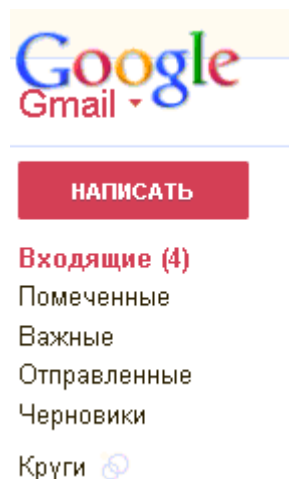 Google
Gmail
НАПИСАТЬ
Входящие (4)
Помеченные
Важные
Отправленные
Черновики
Круги